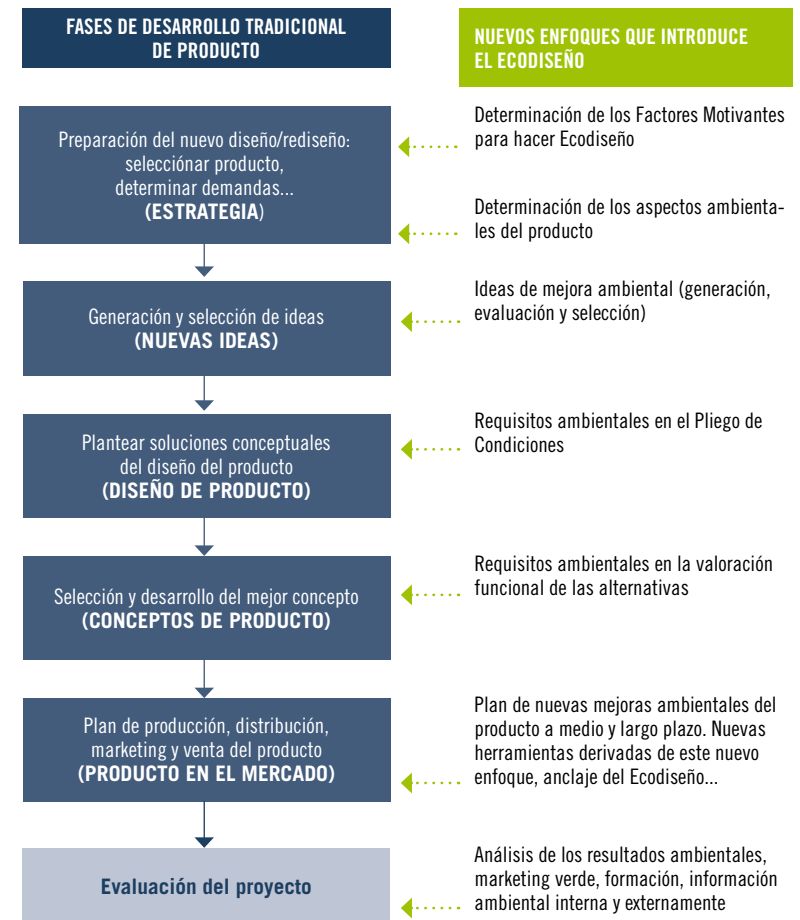 FASES DE DESARROLLO TRADICIONAL
DE PRODUCTO
NUEVOS ENFOQUES QUE INTRODUCE
EL ECODISEÑO
Preparación del nuevo diseño/rediseño:
selecciónar producto,
determinar demandas...
(ESTRATEGIA)
Determinación de los Factores Motivantes
para hacer Ecodiseño
Determinación de los aspectos ambienta-
les del producto
Generación y selección de ideas
(NUEVAS IDEAS)
Ideas de mejora ambiental (generación,
evaluación y selección)
Plantear soluciones conceptuales
del diseño del producto
(DISEÑO DE PRODUCTO)
Requisitos ambientales en el Pliego de
Condiciones
Selección y desarrollo del mejor concepto
(CONCEPTOS DE PRODUCTO)
Requisitos ambientales en la valoración
funcional de las alternativas
Plan de producción, distribución,
marketing y venta del producto
(PRODUCTO EN EL MERCADO)
Plan de nuevas mejoras ambientales del
producto a medio y largo plazo. Nuevas
herramientas derivadas de este nuevo
enfoque, anclaje del Ecodiseño...
Evaluación del proyecto
Análisis de los resultados ambientales,
marketing verde, formación, información
ambiental interna y externamente